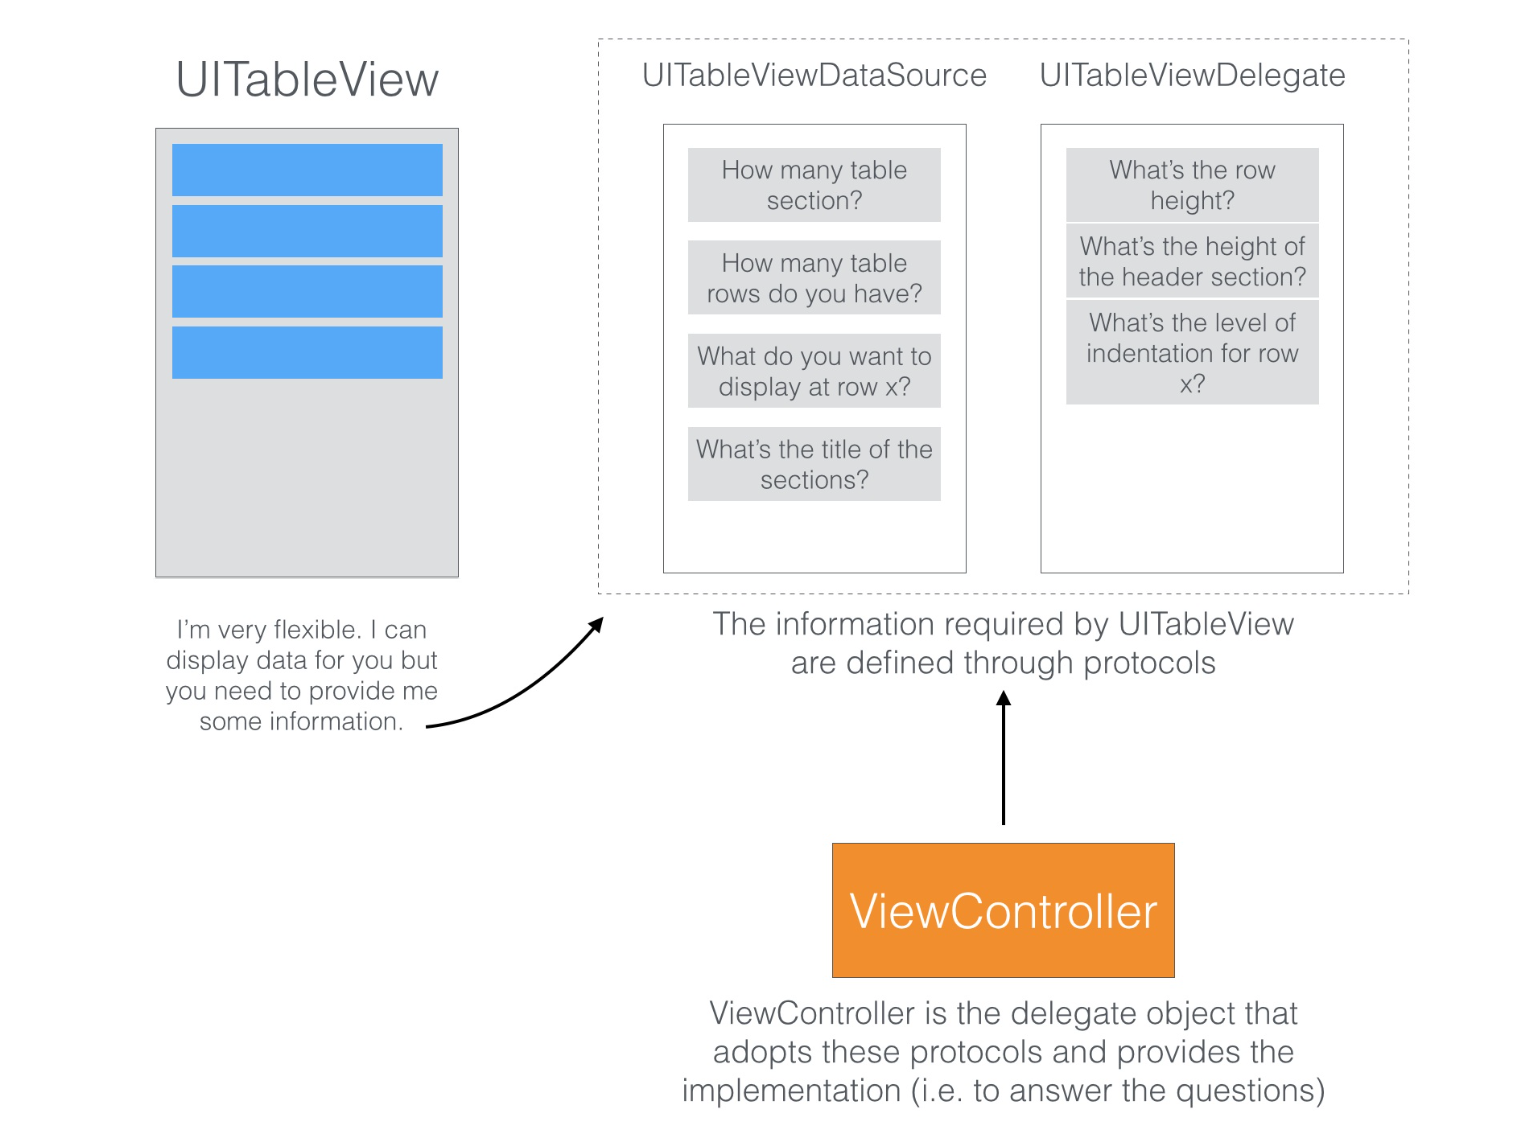 UITableView
I'm very flexible. I can
display data for you but
you need to provide me
some information.
UITableViewDataSource
How many table
section?
How many table
rows do you have?
What do you want to
display at row x?
What's the title of the
sections?
UITableViewDelegate
What's the row
height?
What's the height of
the header section?
What's the level of
indentation for row
x?
The information required by UITableView
are defined through protocols
ViewController
ViewController is the delegate object that
adopts these protocols and provides the
implementation (i.e. to answer the questions)